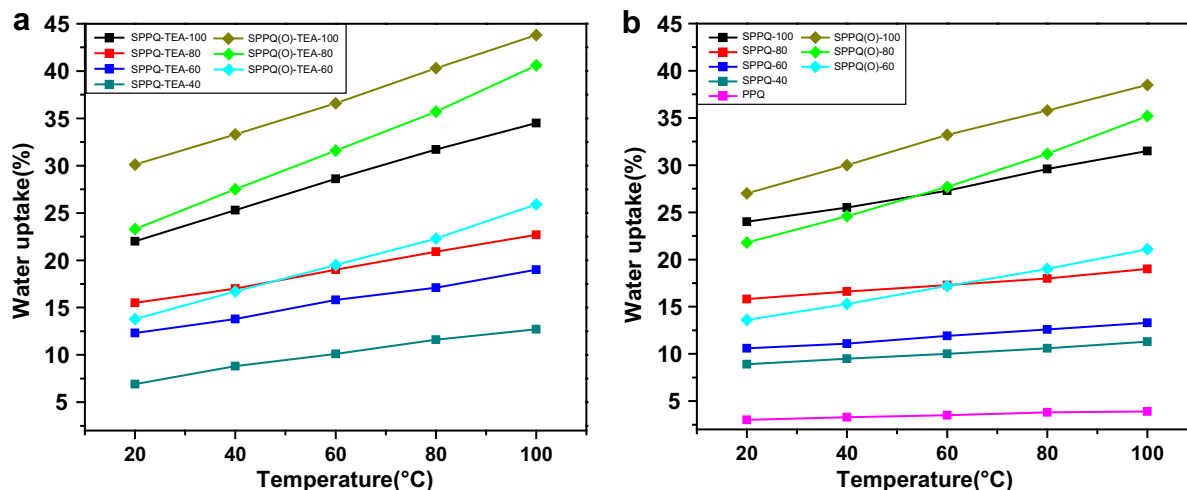 a
45
40
35
30
25
20
15
10
5
Water uptake(%)
SPPQ-TEA-100
SPPQ-TEA-80
SPPQ-TEA-60
SPPQ-TEA-40
SPPQ(O)-TEA-100
SPPQ(O)-TEA-80
SPPQ(O)-TEA-60
20 40 60 80 100
Temperature(°C)
b
45
40
35
30
25
20
15
10
5
Water uptake(%)
SPPQ-100
SPPQ-80
SPPQ-60
SPPQ-40
PPQ
SPPQ(O)-100
SPPQ(O)-80
SPPQ(O)-60
20 40 60 80 100
Temperature(°C)